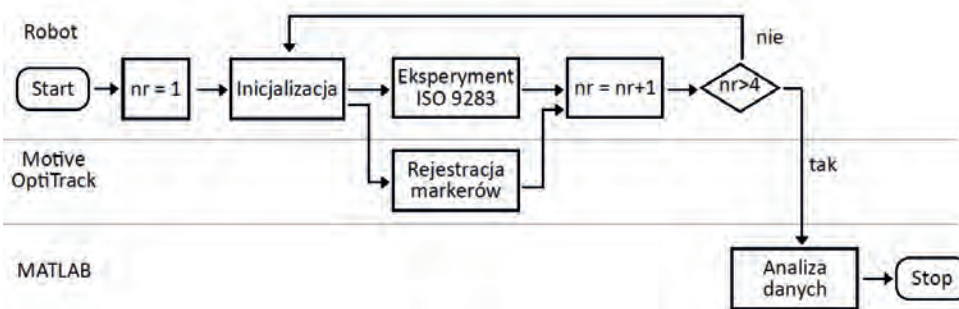 Robot
nie
Start
nr = 1
Inicjalizacja
Eksperyment
ISO 9283
nr = nr+1
nr>4
Motive
OptiTrack
Rejestracja
markerów
tak
MATLAB
Analiza
danych
Stop